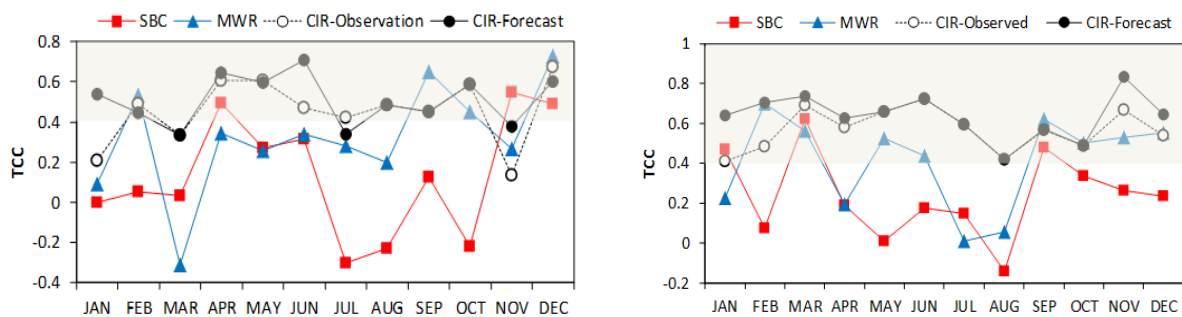 SBC MWR CIR-Observation CIR-Forecast
0.8
0.6
0.4
0.2
0
-0.2
-0.4
TCC
JAN FEB MAR APR MAY JUN JUL AUG SEP OCT NOV DEC
SBC MWR CIR-Observed CIR-Forecast
1
0.8
0.6
0.4
0.2
0
-0.2
TCC
JAN FEB MAR APR MAY JUN JUL AUG SEP OCT NOV DEC